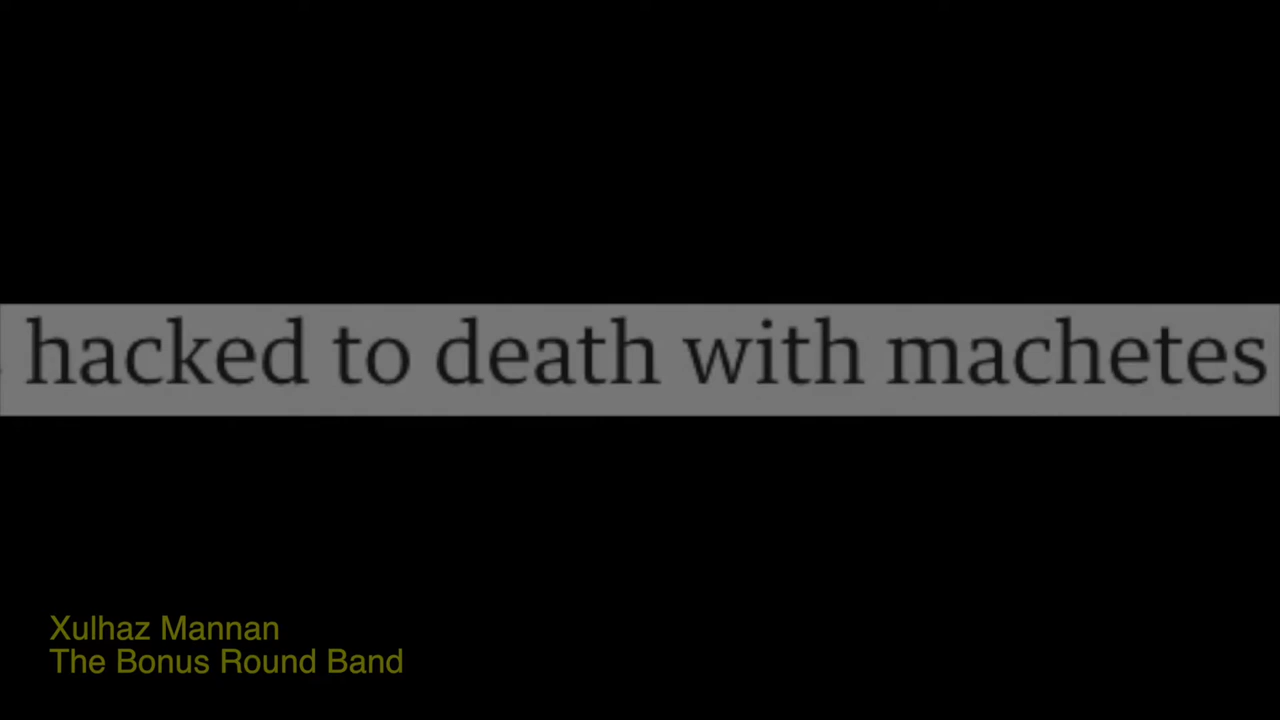 hacked to death with machetes
Xulhaz Mannan
The Bonus Round Band